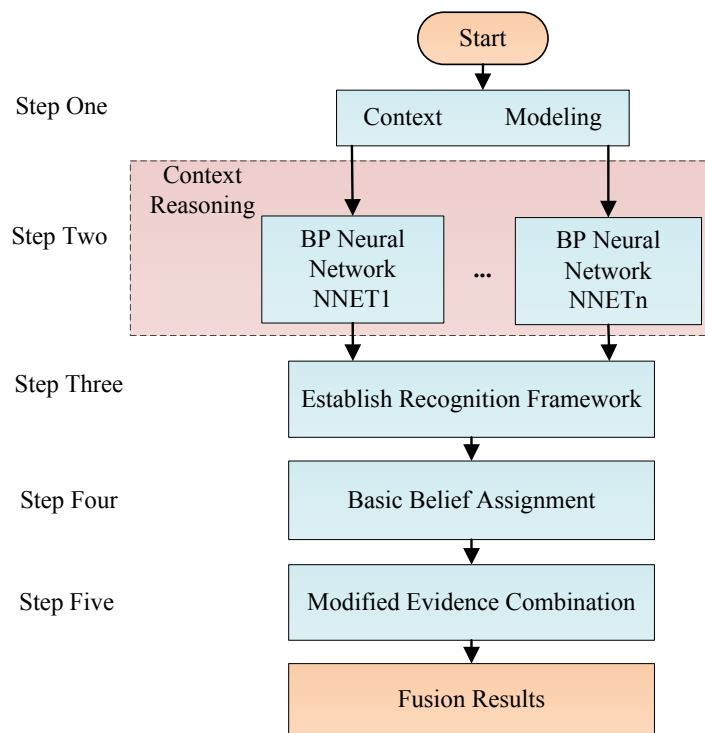 Start
Step One
Context Modeling
Context
Reasoning
Step Two
BP Neural
Network
NNET1
...
BP Neural
Network
NNETn
Step Three
Establish Recognition Framework
Step Four
Basic Belief Assignment
Step Five
Modified Evidence Combination
Fusion Results